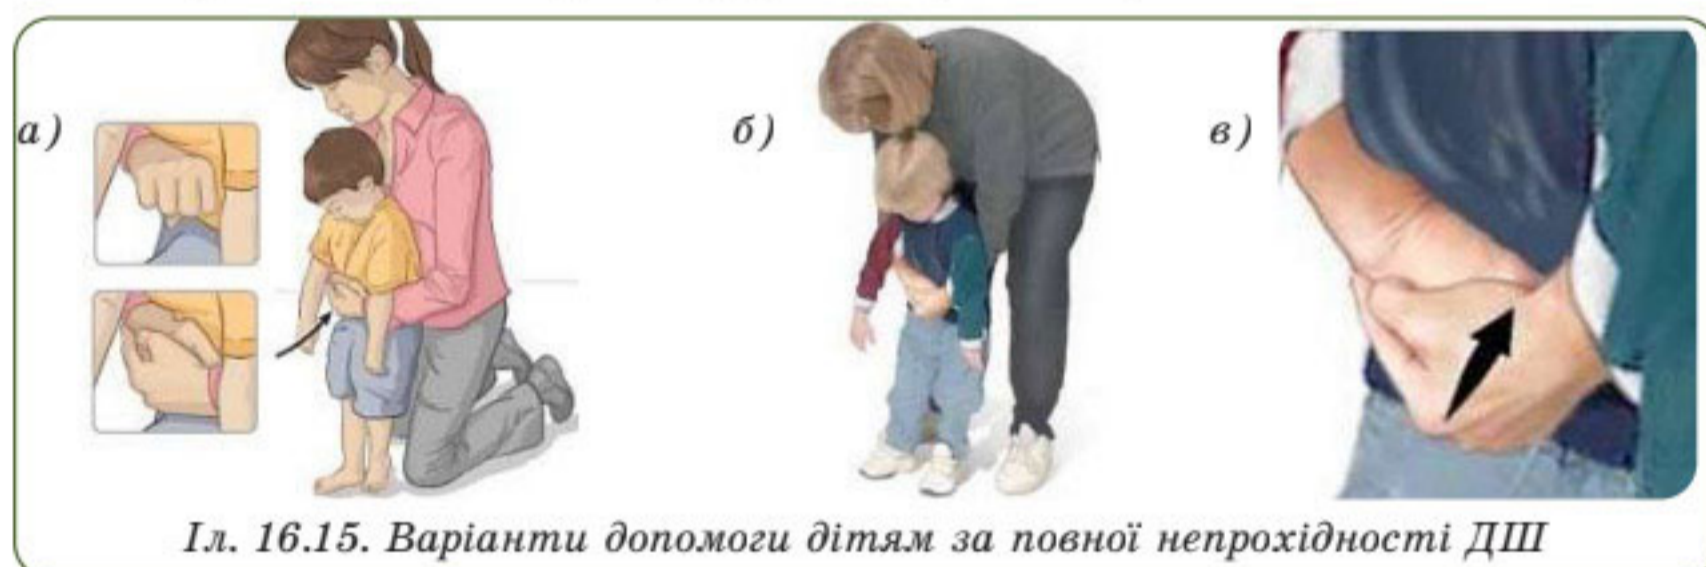 а)
б)
в)
Іл. 16.15. Варіанти допомоги дітям за повної непрохідності ДШ